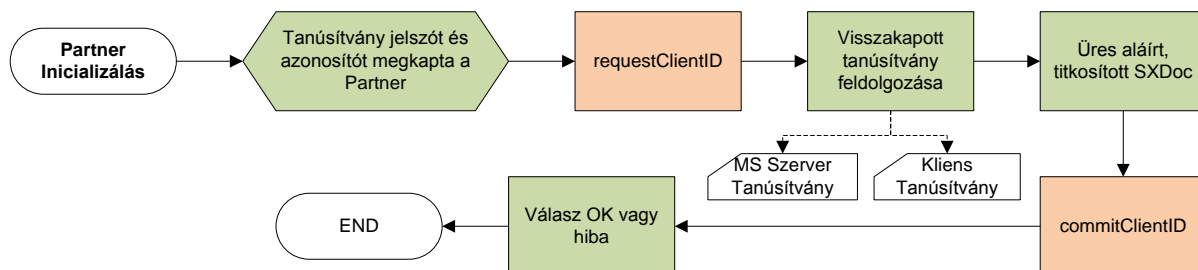 Partner
Inicializálás
Tanúsítvány jelszót és
azonosítót megkapta a
Partner
requestClientID
Visszakapott
tanúsítvány
feldolgozása
Üres aláírt,
titkosított SXDoc
MS Szerver
Tanúsítvány
Kliens
Tanúsítvány
commitClientID
Válasz OK vagy
hiba
END